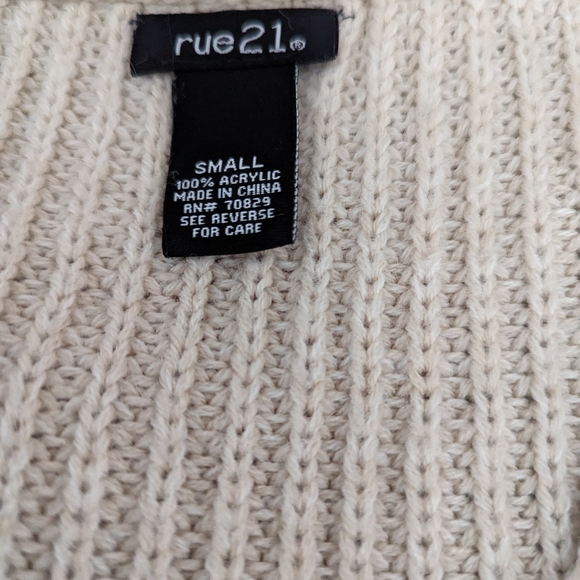 rue21®
SMALL
100% ACRYLIC
MADE IN CHINA
RN# 70829
SEE REVERSE
FOR CARE